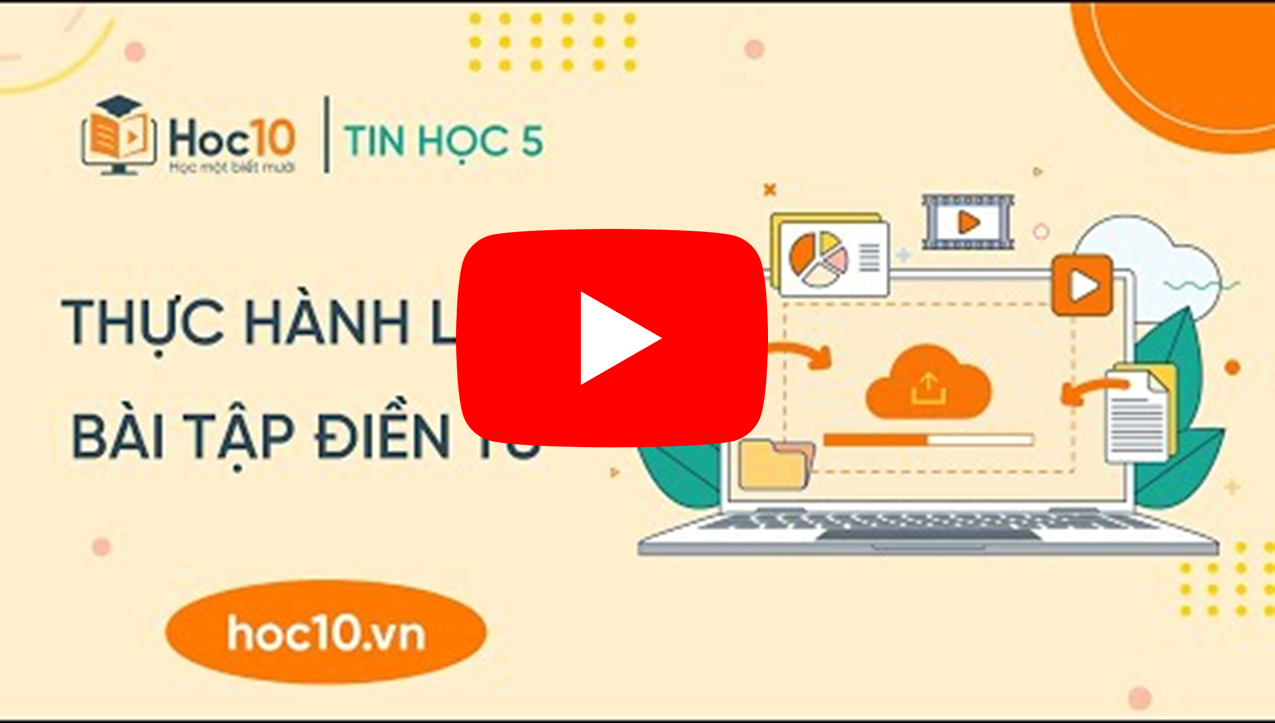 Hoc10
Học một biết mười
TIN HỌC 5
THỰC HÀNH
BÀI TẬP ĐIỀN
hoc10.vn